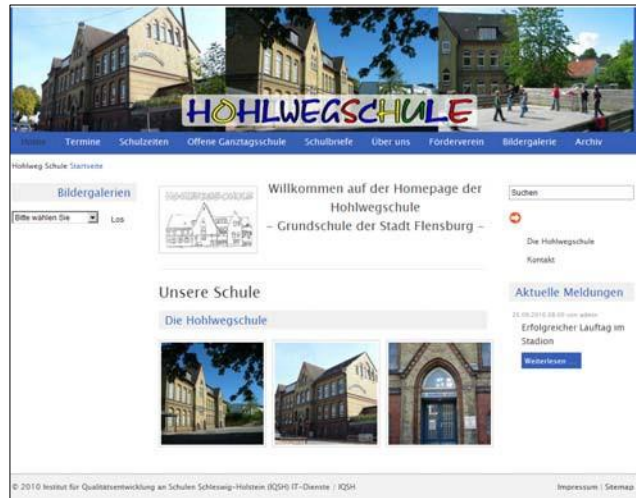 HOHLWEGSCHULE
Home Termine Schulzeiten Offene Ganztagsschule Schulbriefe Über uns Förderverein Bildergalerie Archiv
Hohlweg Schule Startseite
Bildergalerien
Bitte wählen Sie Los
Willkommen auf der Homepage der
Hohlwegschule
– Grundschule der Stadt Flensburg –
Unsere Schule
Die Hohlwegschule
Suchen
Die Hohlwegschule
Kontakt
Aktuelle Meldungen
von admin
Erfolgreicher Lauftag im
Stadion
Weiterlesen ...
© 2010 Institut für Qualitätsentwicklung an Schulen Schleswig-Holstein (IQSH) IT-Dienste / IQSH
Impressum | Sitemap